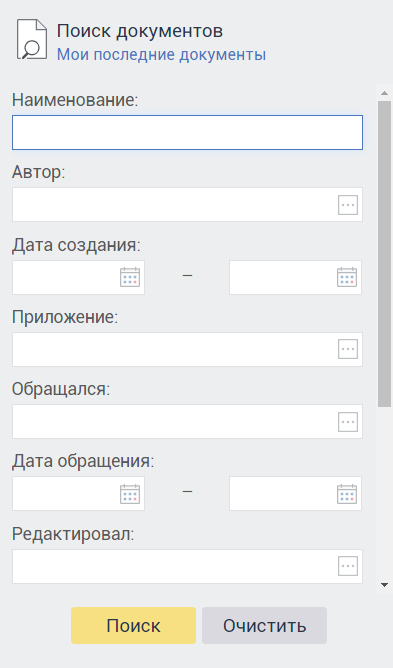 Поиск документов
Мои последние документы
Наименование:
Автор:
Дата создания:
–
Приложение:
Обращался:
Дата обращения:
–
Редактировал:
Поиск Очистить